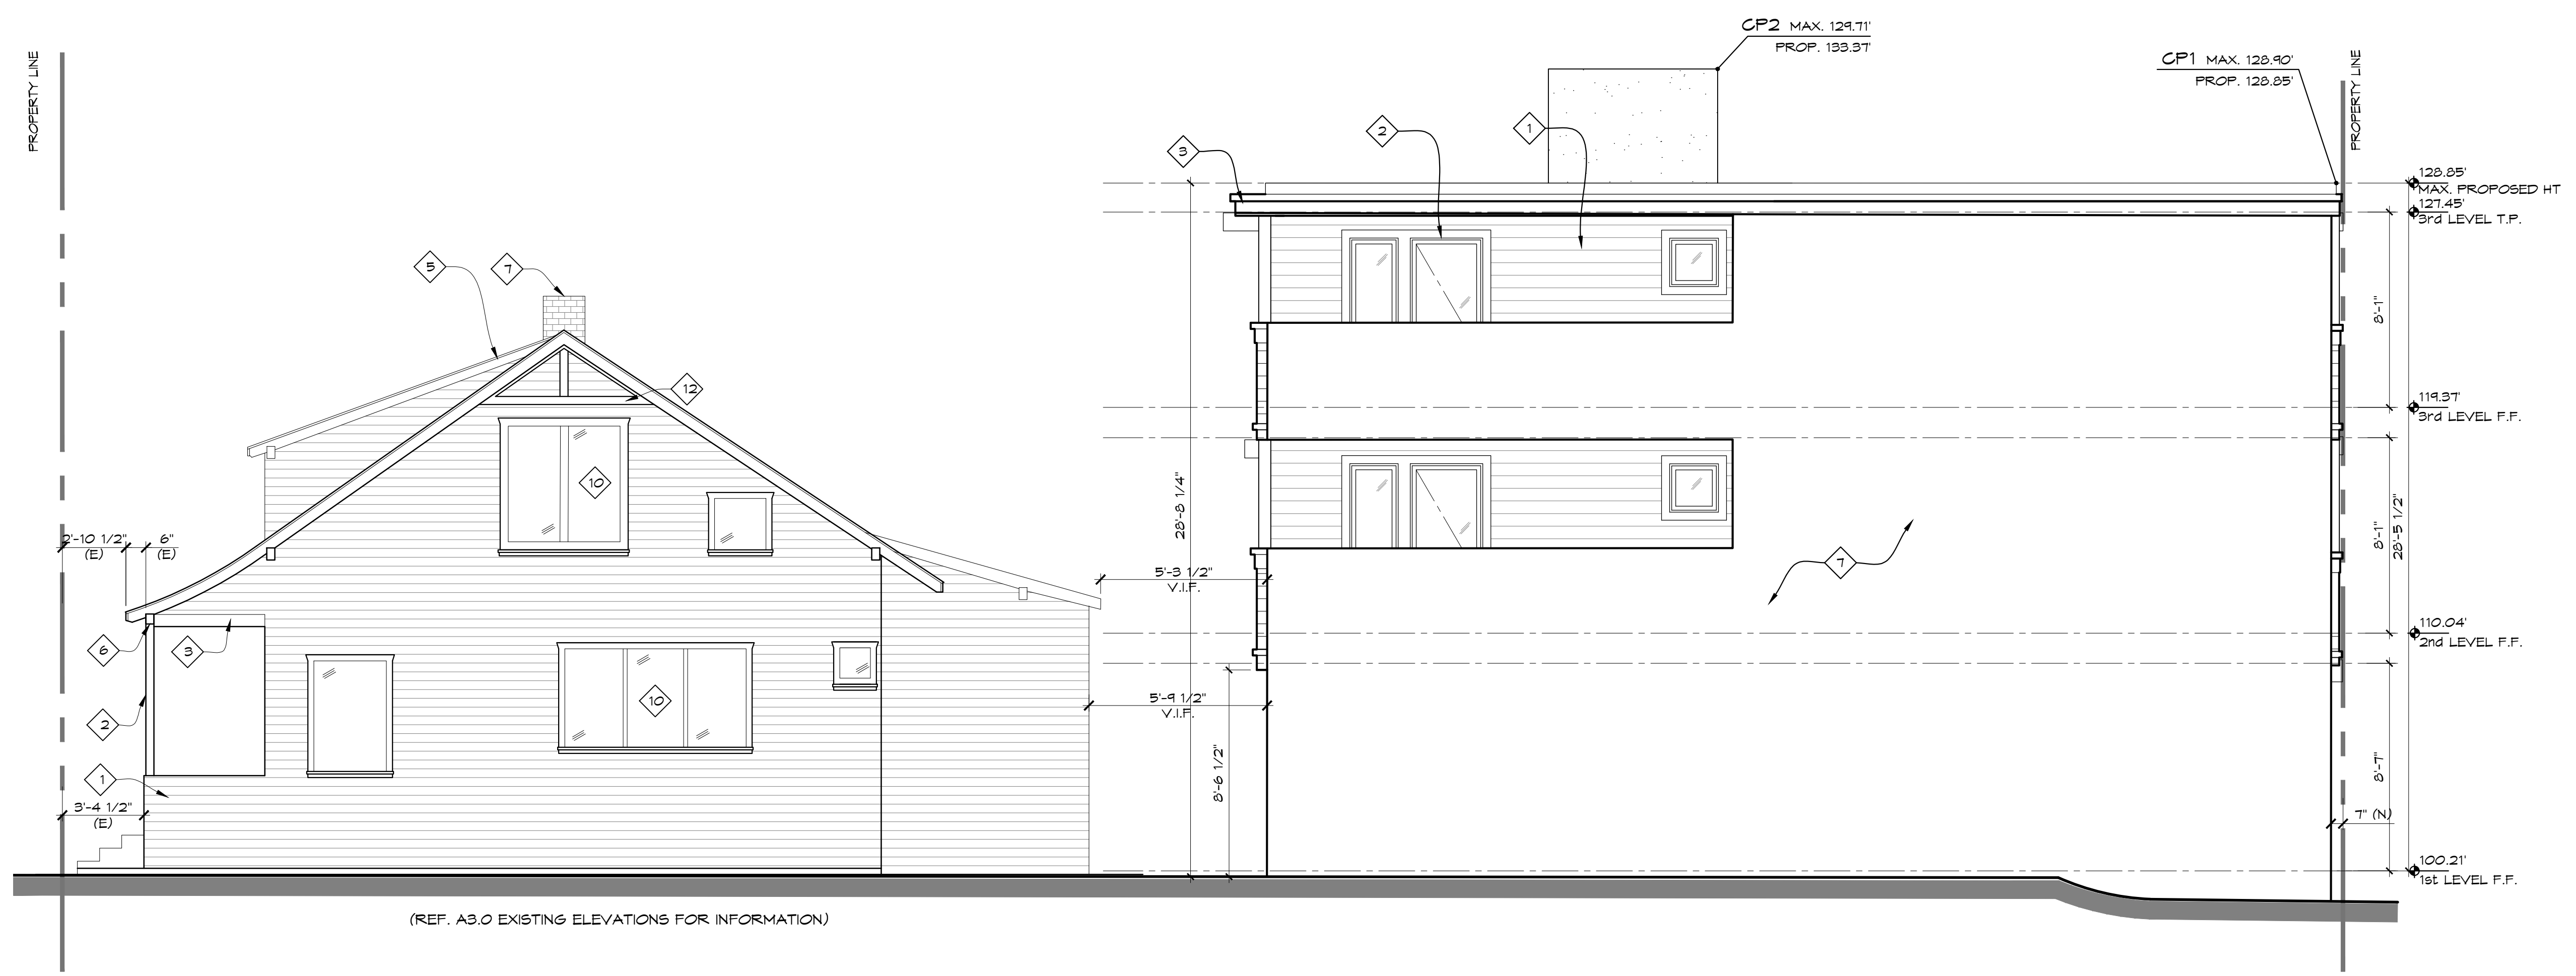 CP2 MAX. 129.71'
PROP. 133.37'
CP1 MAX. 128.90'
PROP. 128.85'
PROPERTY LINE
PROPERTY LINE
3
2
1
128.85'
MAX. PROPOSED HT
127.45'
3rd LEVEL T.P.
5
7
8'-1"
12
119.37'
3rd LEVEL F.F.
10
28'-8 1/4"
8'-1"
28'-5 1/2"
2'-10 1/2"
(E)
6"
(E)
5'-3 1/2"
V.I.F.
7
110.04'
2nd LEVEL F.F.
6
3
10
5'-9 1/2"
V.I.F.
2
8'-6 1/2"
8'-7"
1
3'-4 1/2"
(E)
7" (N)
100.21'
1st LEVEL F.F.
(REF. A3.0 EXISTING ELEVATIONS FOR INFORMATION)